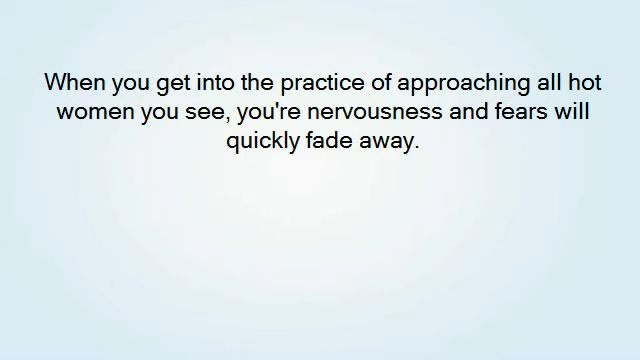 When you get into the practice of approaching all hot
women you see, you're nervousness and fears will
quickly fade away.